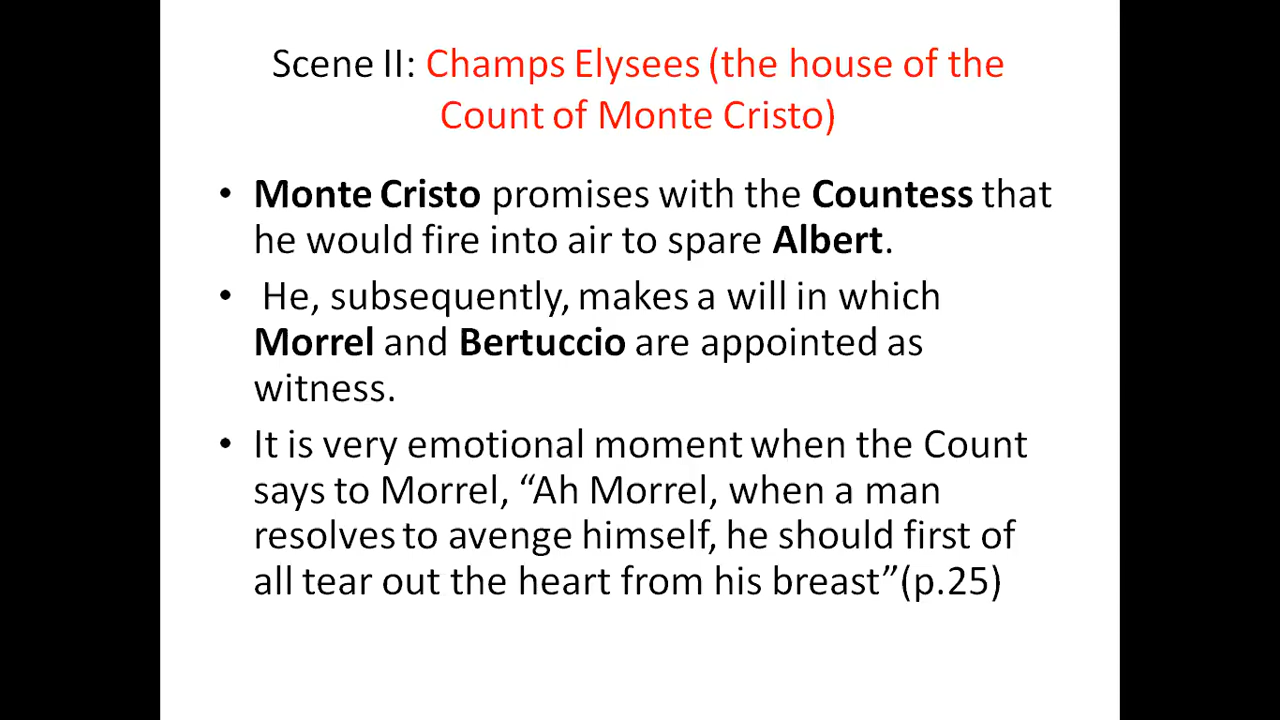 Scene II: Champs Elysees (the house of the
Count of Monte Cristo)
• Monte Cristo promises with the Countess that
he would fire into air to spare Albert.
• He, subsequently, makes a will in which
Morrel and Bertuccio are appointed as
witness.
• It is very emotional moment when the Count
says to Morrel, “Ah Morrel, when a man
resolves to avenge himself, he should first of
all tear out the heart from his breast”(p.25)